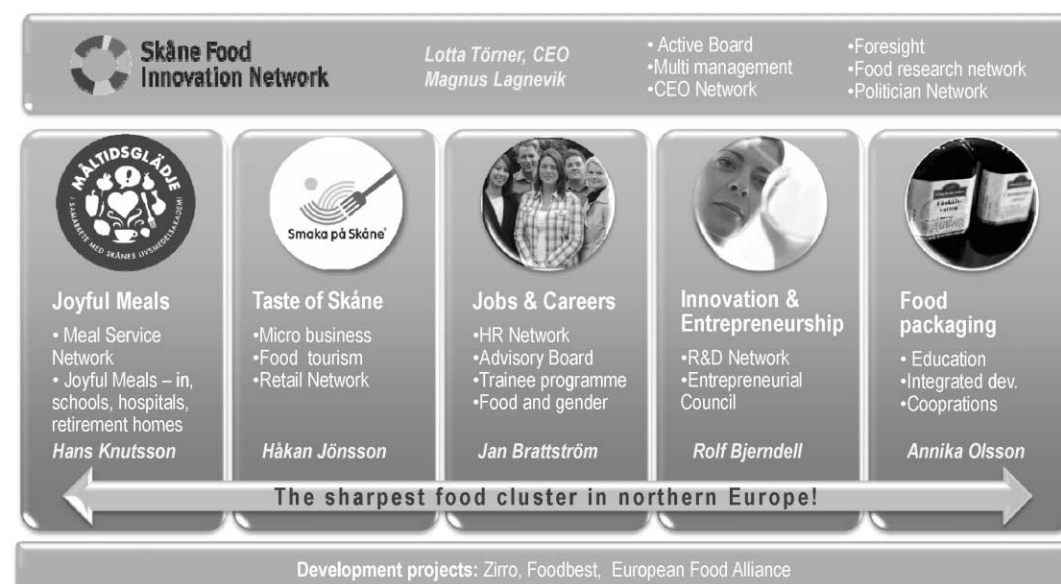 Skåne Food
Innovation Network
Lotta Törner, CEO
Magnus Lagnevik
• Active Board
•Multi management
•CEO Network
•Foresight
•Food research network
•Politician Network
MÅLTIDSGLÄDJE
I SAMARBETE MED SKÅNES LIVSMEDELSAKADEMI
Joyful Meals
• Meal Service
Network
• Joyful Meals – in,
schools, hospitals,
retirement homes
Hans Knutsson
Smaka på Skåne®
Taste of Skåne
•Micro business
•Food tourism
•Retail Network
Håkan Jönsson
Jobs & Careers
•HR Network
•Advisory Board
•Trainee programme
•Food and gender
Jan Brattström
Innovation &
Entrepreneurship
•R&D Network
•Entrepreneurial
Council
Rolf Bjerndell
Food
packaging
• Education
•Integrated dev.
•Cooprations
Annika Olsson
The sharpest food cluster in northern Europe!
Development projects: Zirro, Foodbest, European Food Alliance